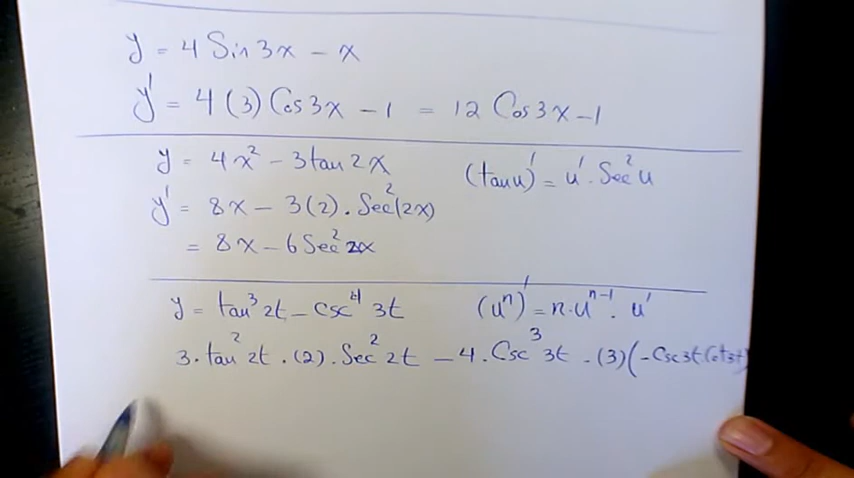 y = 4 Sin 3x - x
y' = 4 (3) Cos 3x - 1 = 12 Cos 3x - 1
y = 4x² - 3 tan 2x (tan u)' = u' · Sec² u
y' = 8x - 3(2) · Sec²(2x)
= 8x - 6 Sec² 2x
y = tan³ 2t - csc⁴ 3t (uⁿ)' = n · uⁿ⁻¹ · u'
3 · tan² 2t · (2) · Sec² 2t - 4 · Csc³ 3t · (3)(-Csc 3t Cot 3t)